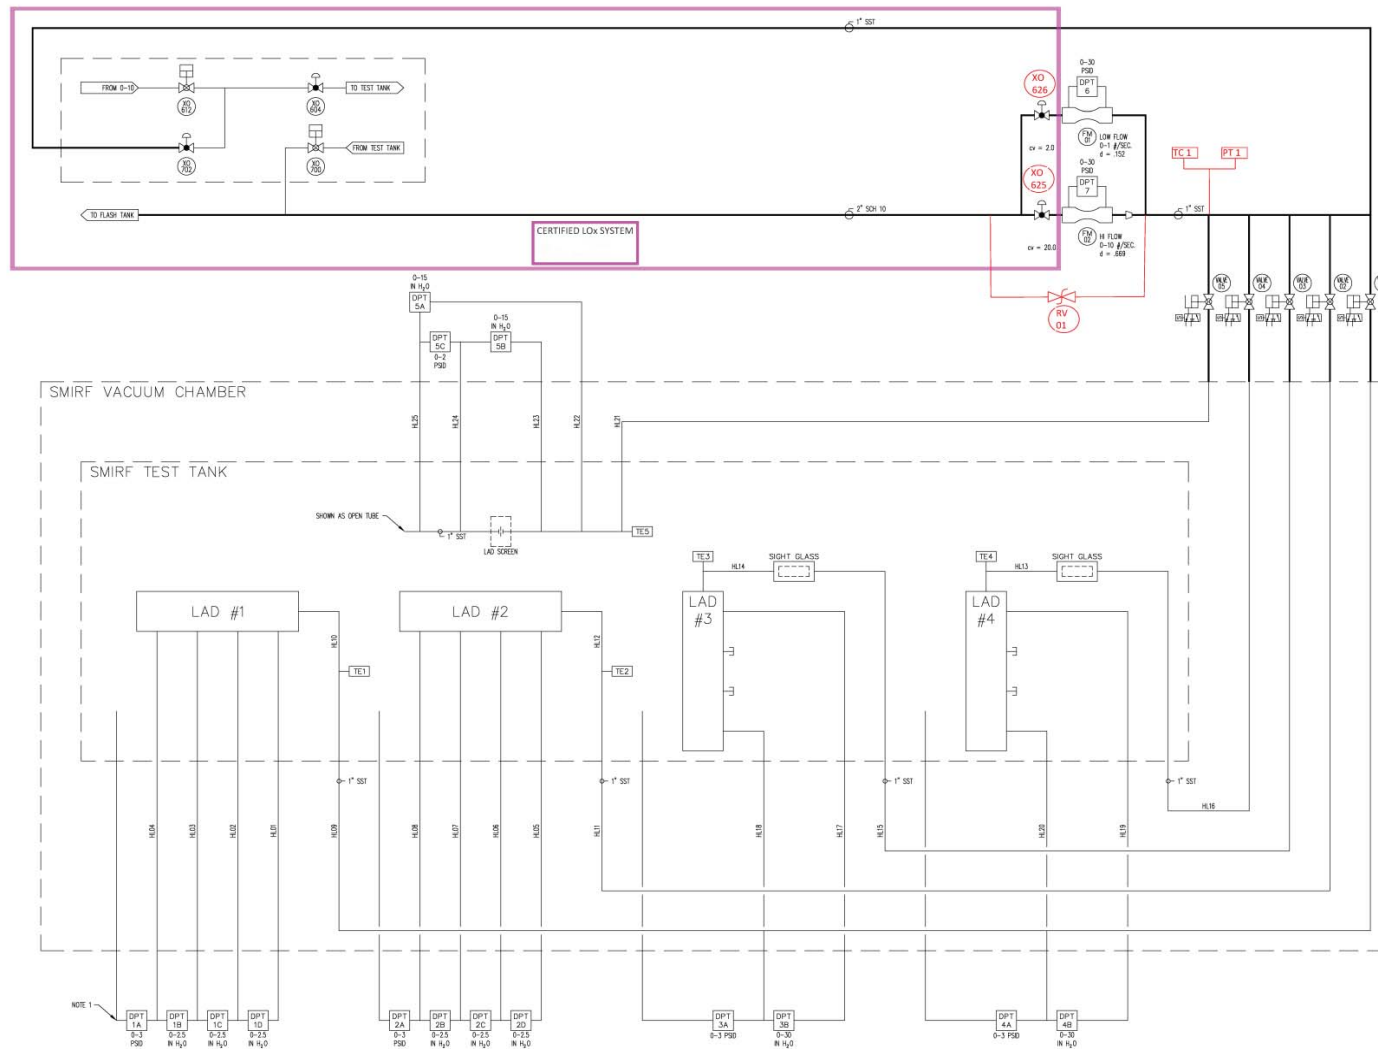 1" SST
FROM O-10
XO
612
XO
604
TO TEST TANK
XO
702
XO
700
FROM TEST TANK
TO FLASH TANK
2" SCH 10
CERTIFIED LOx SYSTEM
XO
626
cv = 2.0
XO
625
cv = 20.0
0-30
PSID
DPT
6
FM
01
LOW FLOW
0-1 #/SEC.
d = .152
0-30
PSID
DPT
7
FM
02
HI FLOW
0-10 #/SEC.
d = .669
RV
01
1" SST
TC 1
PT 1
VALVE
05
VALVE
04
VALVE
03
VALVE
02
0-15
IN H2O
DPT
5A
DPT
5C
0-2
PSID
0-15
IN H2O
DPT
5B
SMIRF VACUUM CHAMBER
HL25
HL24
HL23
HL22
HL21
SMIRF TEST TANK
SHOWN AS OPEN TUBE
1" SST
LAD SCREEN
TE5
TE3
HL14
SIGHT GLASS
TE4
HL13
SIGHT GLASS
LAD #1
LAD #2
LAD
#3
LAD
#4
HL10
TE1
HL12
TE2
1" SST
1" SST
1" SST
1" SST
HL16
HL04
HL03
HL02
HL01
HL09
HL08
HL07
HL06
HL05
HL11
HL18
HL17
HL15
HL20
HL19
NOTE 1
DPT
1A
0-3
PSID
DPT
1B
0-2.5
IN H2O
DPT
1C
0-2.5
IN H2O
DPT
1D
0-2.5
IN H2O
DPT
2A
0-3
PSID
DPT
2B
0-2.5
IN H2O
DPT
2C
0-2.5
IN H2O
DPT
2D
0-2.5
IN H2O
DPT
3A
0-3 PSID
DPT
3B
0-30
IN H2O
DPT
4A
0-3 PSID
DPT
4B
0-30
IN H2O